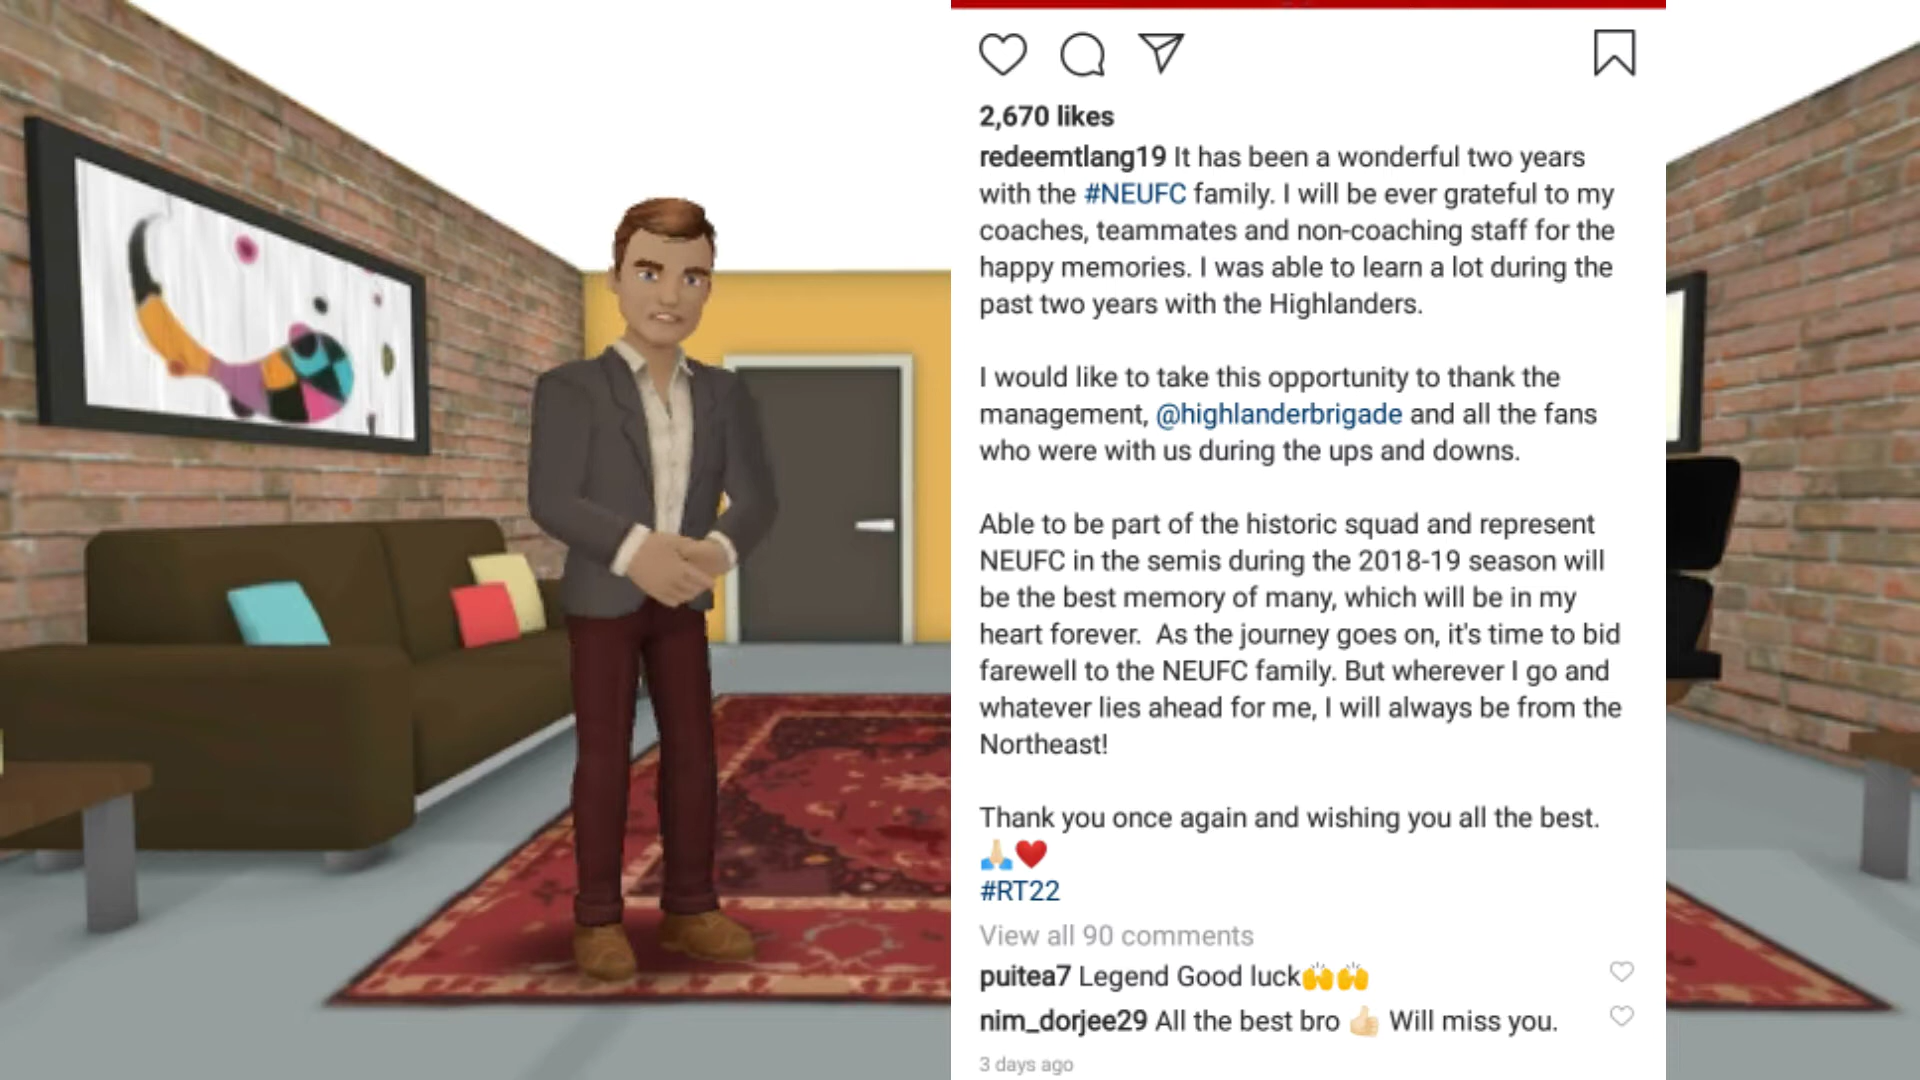 2,670 likes
redeemtlang19 It has been a wonderful two years
with the #NEUFC family. I will be ever grateful to my
coaches, teammates and non-coaching staff for the
happy memories. I was able to learn a lot during the
past two years with the Highlanders.
I would like to take this opportunity to thank the
management, @highlanderbrigade and all the fans
who were with us during the ups and downs.
Able to be part of the historic squad and represent
NEUFC in the semis during the 2018-19 season will
be the best memory of many, which will be in my
heart forever.  As the journey goes on, it's time to bid
farewell to the NEUFC family. But wherever I go and
whatever lies ahead for me, I will always be from the
Northeast!
Thank you once again and wishing you all the best.
🙏🏻❤️
#RT22
View all 90 comments
puitea7 Legend Good luck🙌🙌
nim_dorjee29 All the best bro 👍🏻 Will miss you.
3 days ago